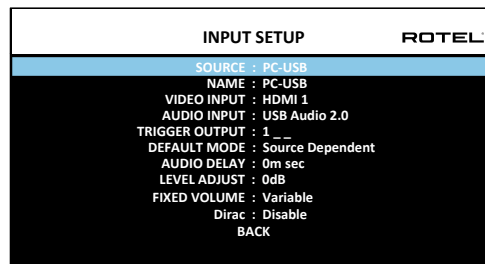 INPUT SETUP ROTEL
SOURCE : PC-USB
NAME : PC-USB
VIDEO INPUT : HDMI 1
AUDIO INPUT : USB Audio 2.0
TRIGGER OUTPUT : 1 _ _
DEFAULT MODE : Source Dependent
AUDIO DELAY : 0m sec
LEVEL ADJUST : 0dB
FIXED VOLUME : Variable
Dirac : Disable
BACK